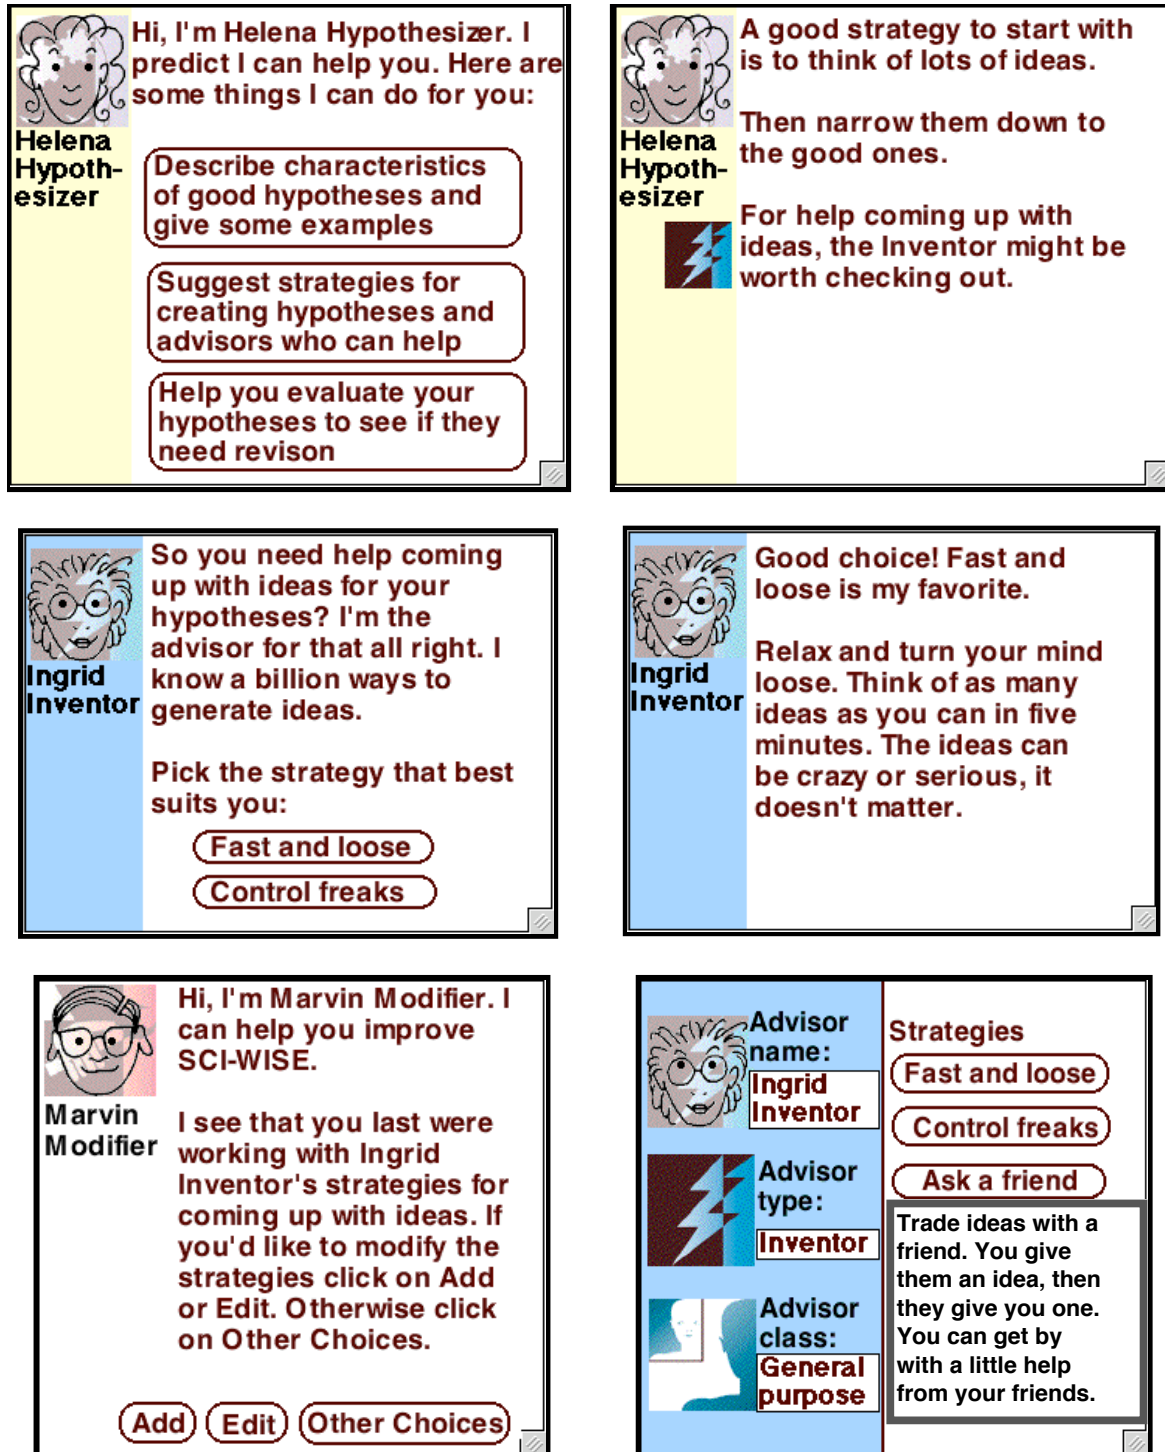 Hi, I'm Helena Hypothesizer. I
predict I can help you. Here are
some things I can do for you:
Helena
Hypoth-
esizer
Describe characteristics
of good hypotheses and
give some examples
Suggest strategies for
creating hypotheses and
advisors who can help
Help you evaluate your
hypotheses to see if they
need revison
A good strategy to start with
is to think of lots of ideas.
Then narrow them down to
the good ones.
For help coming up with
ideas, the Inventor might be
worth checking out.
Helena
Hypoth-
esizer
So you need help coming
up with ideas for your
hypotheses? I'm the
advisor for that all right. I
know a billion ways to
generate ideas.
Pick the strategy that best
suits you:
Ingrid
Inventor
Fast and loose
Control freaks
Good choice! Fast and
loose is my favorite.
Relax and turn your mind
loose. Think of as many
ideas as you can in five
minutes. The ideas can
be crazy or serious, it
doesn't matter.
Ingrid
Inventor
Hi, I'm Marvin Modifier. I
can help you improve
SCI-WISE.
I see that you last were
working with Ingrid
Inventor's strategies for
coming up with ideas. If
you'd like to modify the
strategies click on Add
or Edit. Otherwise click
on Other Choices.
Marvin
Modifier
Add Edit Other Choices
Advisor
name:
Ingrid
Inventor
Advisor
type:
Inventor
Advisor
class:
General
purpose
Strategies
Fast and loose
Control freaks
Ask a friend
Trade ideas with a
friend. You give
them an idea, then
they give you one.
You can get by
with a little help
from your friends.